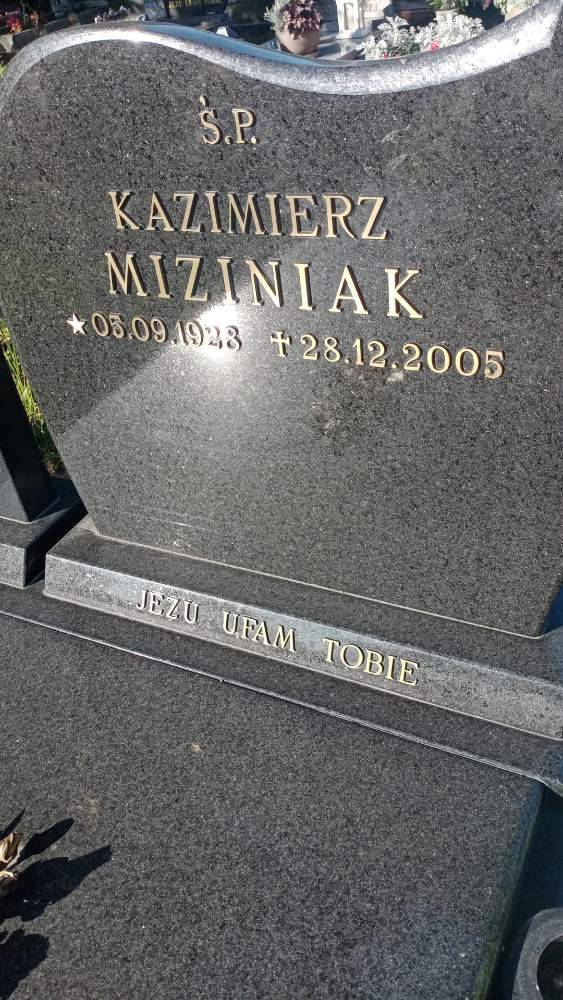 Ś.P.
KAZIMIERZ
MIZINIAK
05.09.1928 28.12.2005
JEZU UFAM TOBIE